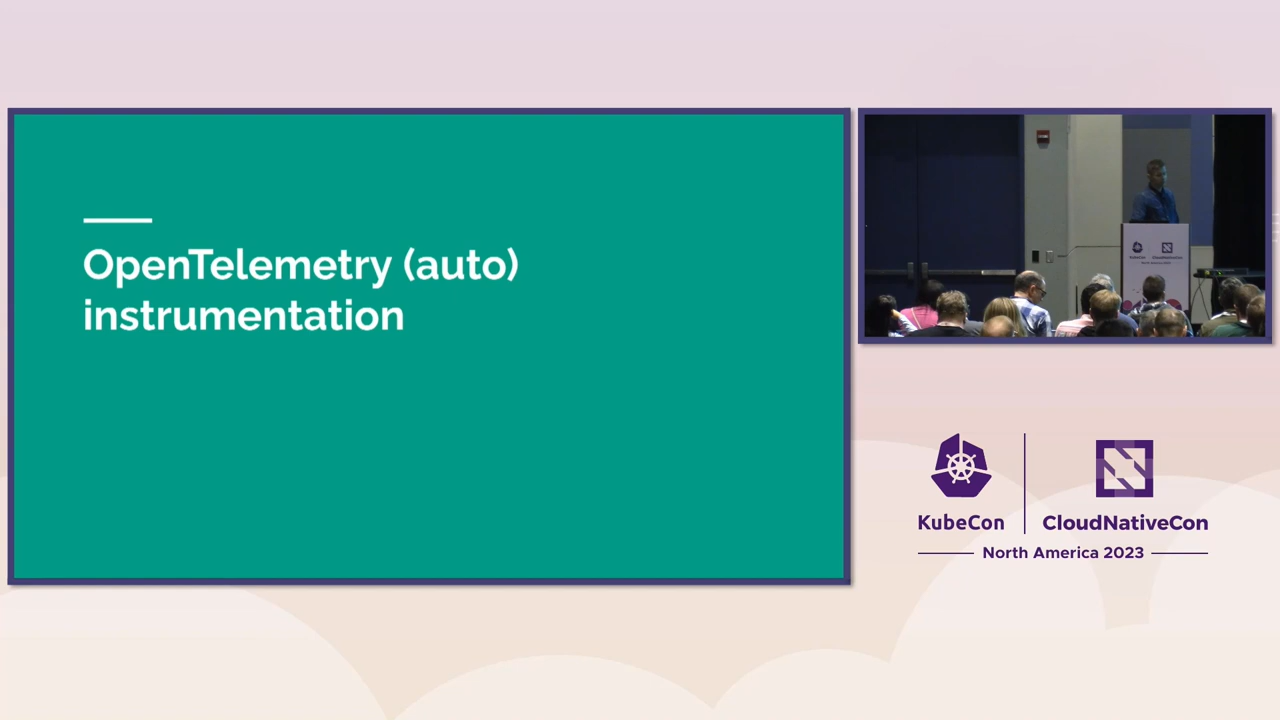 OpenTelemetry (auto)
instrumentation
KubeCon
CloudNativeCon
North America 2023